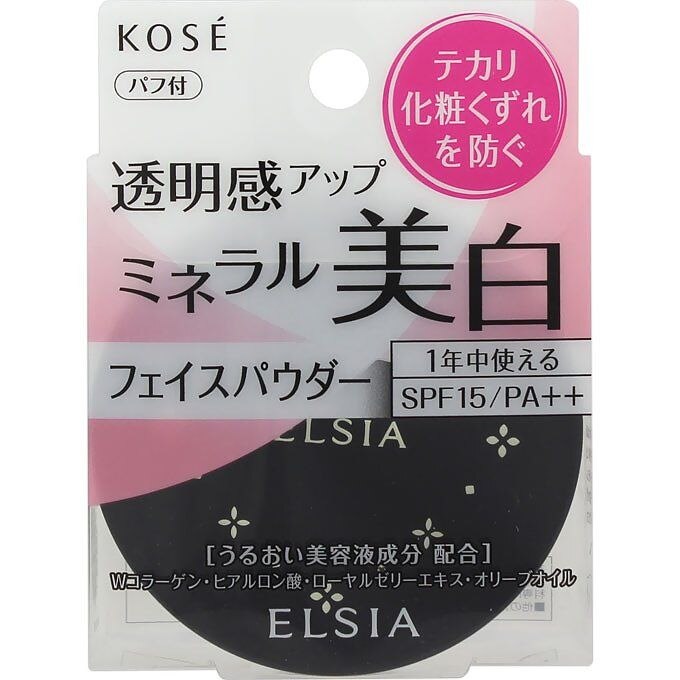 KOSÉ
パフ付
テカリ
化粧くずれ
を防ぐ
透明感アップ
ミネラル美白
フェイスパウダー
1年中使える
SPF15/PA++
ELSIA
[うるおい美容液成分 配合]
Wコラーゲン・ヒアルロン酸・ローヤルゼリーエキス・オリーブオイル
ELSIA